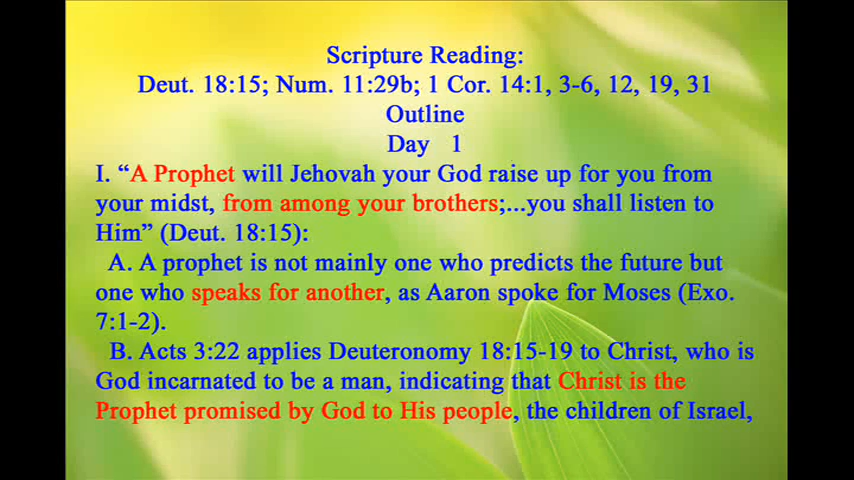 Scripture Reading:
Deut. 18:15; Num. 11:29b; 1 Cor. 14:1, 3-6, 12, 19, 31
Outline
Day 1
I. “A Prophet will Jehovah your God raise up for you from
your midst, from among your brothers;...you shall listen to
Him” (Deut. 18:15):
A. A prophet is not mainly one who predicts the future but
one who speaks for another, as Aaron spoke for Moses (Exo.
7:1-2).
B. Acts 3:22 applies Deuteronomy 18:15-19 to Christ, who is
God incarnated to be a man, indicating that Christ is the
Prophet promised by God to His people, the children of Israel,